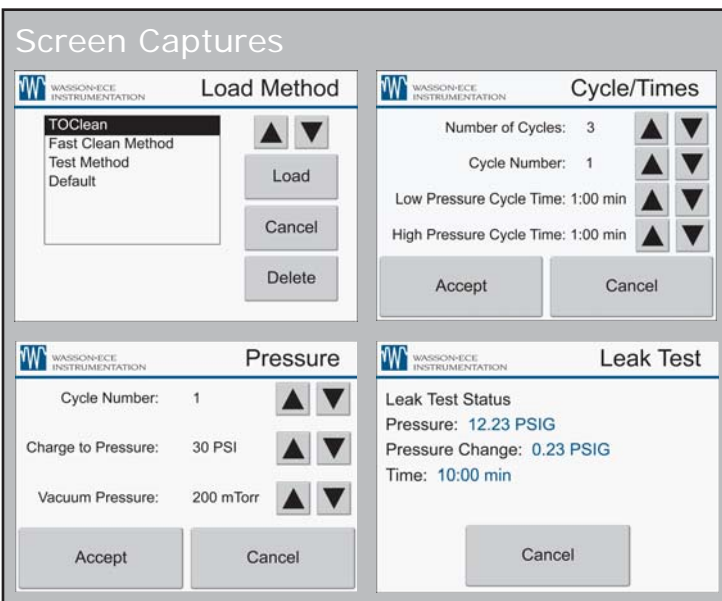 Screen Captures
WASSON-ECE
INSTRUMENTATION
Load Method
TOClean
Fast Clean Method
Test Method
Default
Load
Cancel
Delete
WASSON-ECE
INSTRUMENTATION
Cycle/Times
Number of Cycles: 3
Cycle Number: 1
Low Pressure Cycle Time: 1:00 min
High Pressure Cycle Time: 1:00 min
Accept Cancel
WASSON-ECE
INSTRUMENTATION
Pressure
Cycle Number: 1
Charge to Pressure: 30 PSI
Vacuum Pressure: 200 mTorr
Accept Cancel
WASSON-ECE
INSTRUMENTATION
Leak Test
Leak Test Status
Pressure: 12.23 PSIG
Pressure Change: 0.23 PSIG
Time: 10:00 min
Cancel